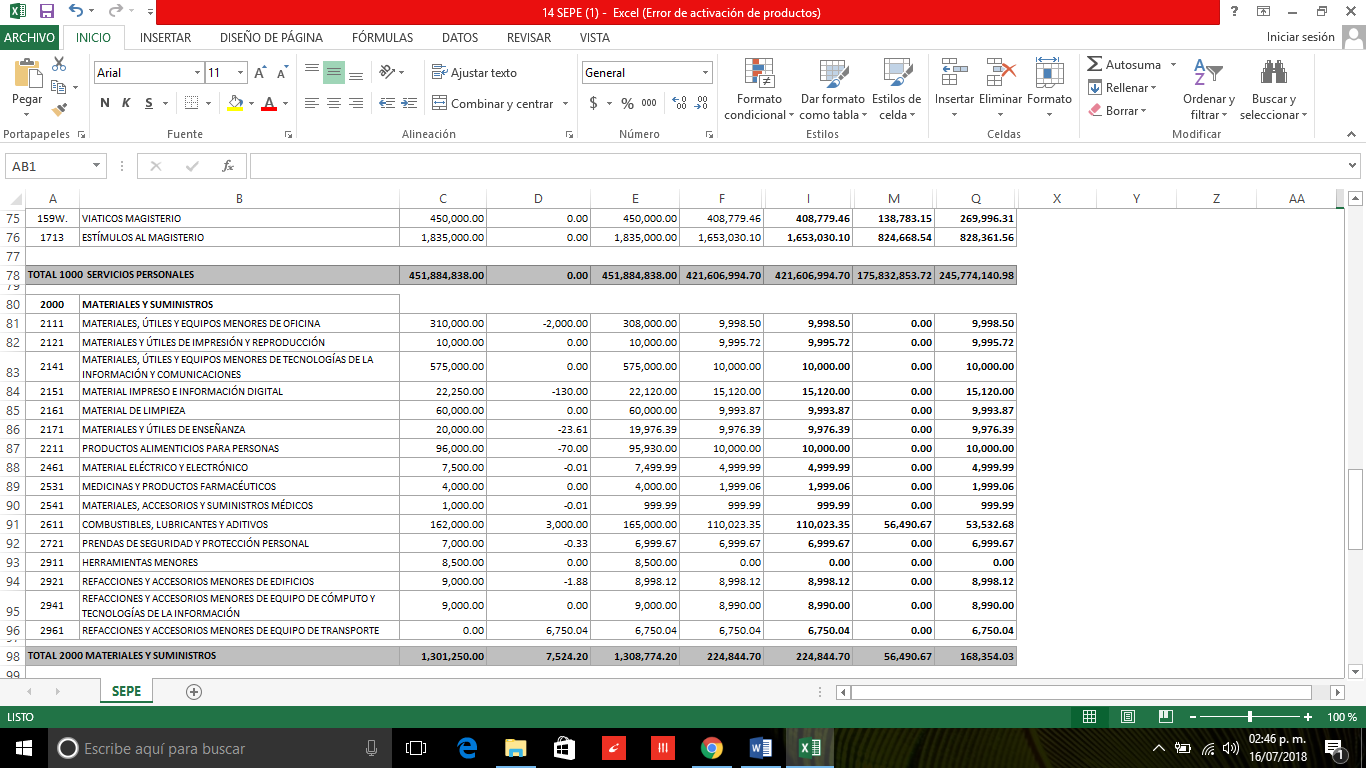 14 SEPE (1) - Excel (Error de activación de productos)
ARCHIVO INICIO INSERTAR DISEÑO DE PÁGINA FÓRMULAS DATOS REVISAR VISTA Iniciar sesión
Pegar
Arial 11 Ajustar texto General
N K S Combinar y centrar $ % 000
Formato condicional Dar formato como tabla Estilos de celda
Insertar Eliminar Formato
Autosuma
Rellenar
Borrar
Ordenar y filtrar Buscar y seleccionar
Portapapeles Fuente Alineación Número Estilos Celdas Modificar
AB1 fx
A B C D E F I M Q X Y Z AA
75 159W. VIATICOS MAGISTERIO 450,000.00 0.00 450,000.00 408,779.46 408,779.46 138,783.15 269,996.31
76 1713 ESTÍMULOS AL MAGISTERIO 1,835,000.00 0.00 1,835,000.00 1,653,030.10 1,653,030.10 824,668.54 828,361.56
77
78 TOTAL 1000 SERVICIOS PERSONALES 451,884,838.00 0.00 451,884,838.00 421,606,994.70 421,606,994.70 175,832,853.72 245,774,140.98
79
80 2000 MATERIALES Y SUMINISTROS
81 2111 MATERIALES, ÚTILES Y EQUIPOS MENORES DE OFICINA 310,000.00 -2,000.00 308,000.00 9,998.50 9,998.50 0.00 9,998.50
82 2121 MATERIALES Y ÚTILES DE IMPRESIÓN Y REPRODUCCIÓN 10,000.00 0.00 10,000.00 9,995.72 9,995.72 0.00 9,995.72
MATERIALES, ÚTILES Y EQUIPOS MENORES DE TECNOLOGÍAS DE LA
83 2141 INFORMACIÓN Y COMUNICACIONES 575,000.00 0.00 575,000.00 10,000.00 10,000.00 0.00 10,000.00
84 2151 MATERIAL IMPRESO E INFORMACIÓN DIGITAL 22,250.00 -130.00 22,120.00 15,120.00 15,120.00 0.00 15,120.00
85 2161 MATERIAL DE LIMPIEZA 60,000.00 0.00 60,000.00 9,993.87 9,993.87 0.00 9,993.87
86 2171 MATERIALES Y ÚTILES DE ENSEÑANZA 20,000.00 -23.61 19,976.39 9,976.39 9,976.39 0.00 9,976.39
87 2211 PRODUCTOS ALIMENTICIOS PARA PERSONAS 96,000.00 -70.00 95,930.00 10,000.00 10,000.00 0.00 10,000.00
88 2461 MATERIAL ELÉCTRICO Y ELECTRÓNICO 7,500.00 -0.01 7,499.99 4,999.99 4,999.99 0.00 4,999.99
89 2531 MEDICINAS Y PRODUCTOS FARMACÉUTICOS 4,000.00 0.00 4,000.00 1,999.06 1,999.06 0.00 1,999.06
90 2541 MATERIALES, ACCESORIOS Y SUMINISTROS MÉDICOS 1,000.00 -0.01 999.99 999.99 999.99 0.00 999.99
91 2611 COMBUSTIBLES, LUBRICANTES Y ADITIVOS 162,000.00 3,000.00 165,000.00 110,023.35 110,023.35 56,490.67 53,532.68
92 2721 PRENDAS DE SEGURIDAD Y PROTECCIÓN PERSONAL 7,000.00 -0.33 6,999.67 6,999.67 6,999.67 0.00 6,999.67
93 2911 HERRAMIENTAS MENORES 8,500.00 0.00 8,500.00 0.00 0.00 0.00 0.00
94 2921 REFACCIONES Y ACCESORIOS MENORES DE EDIFICIOS 9,000.00 -1.88 8,998.12 8,998.12 8,998.12 0.00 8,998.12
REFACCIONES Y ACCESORIOS MENORES DE EQUIPO DE CÓMPUTO Y
95 2941 TECNOLOGÍAS DE LA INFORMACIÓN 9,000.00 0.00 9,000.00 8,990.00 8,990.00 0.00 8,990.00
96 2961 REFACCIONES Y ACCESORIOS MENORES DE EQUIPO DE TRANSPORTE 0.00 6,750.04 6,750.04 6,750.04 6,750.04 0.00 6,750.04
98 TOTAL 2000 MATERIALES Y SUMINISTROS 1,301,250.00 7,524.20 1,308,774.20 224,844.70 224,844.70 56,490.67 168,354.03
99
SEPE
LISTO 100 %
Escribe aquí para buscar
02:46 p. m.
16/07/2018
1